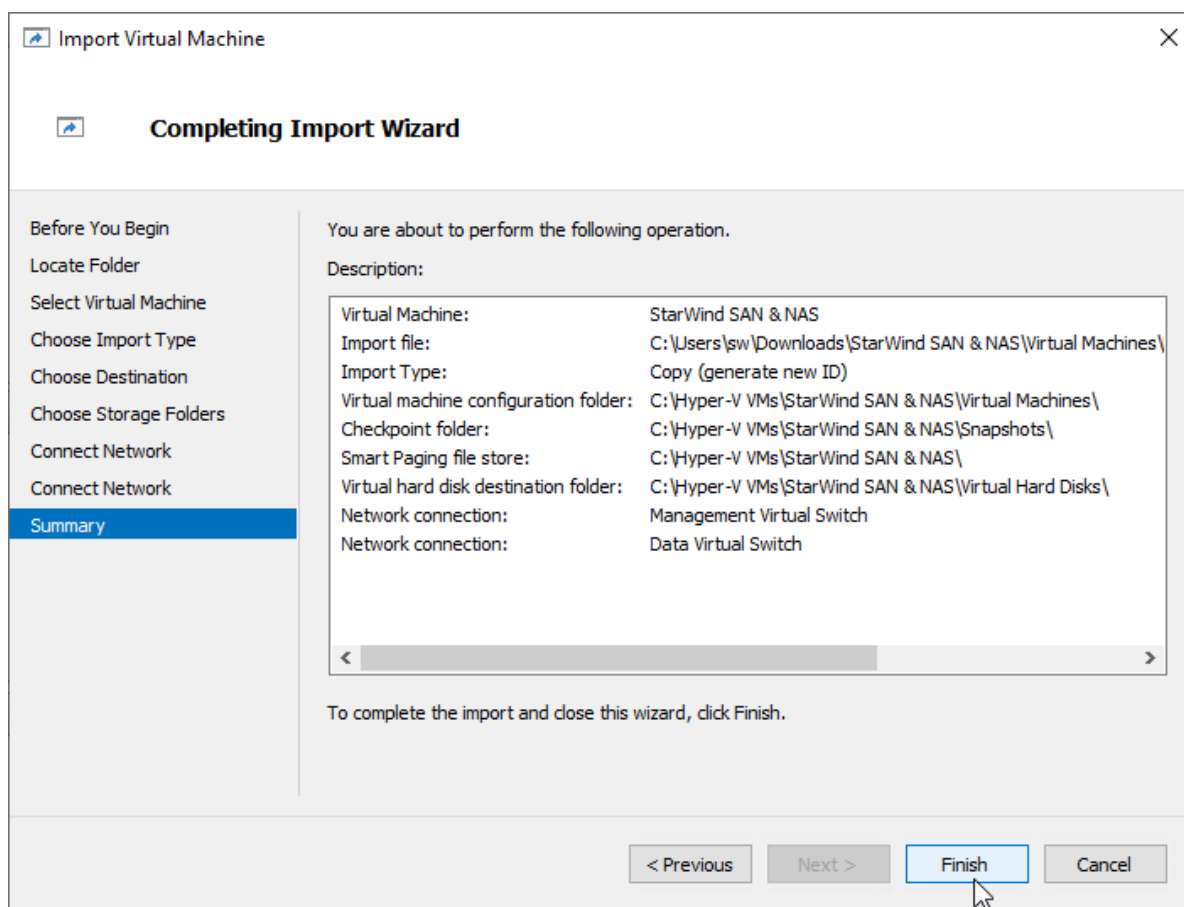 Import Virtual Machine
Completing Import Wizard
Before You Begin
Locate Folder
Select Virtual Machine
Choose Import Type
Choose Destination
Choose Storage Folders
Connect Network
Connect Network
Summary
You are about to perform the following operation.
Description:
Virtual Machine: StarWind SAN & NAS
Import file: C:\Users\sw\Downloads\StarWind SAN & NAS\Virtual Machines\
Import Type: Copy (generate new ID)
Virtual machine configuration folder: C:\Hyper-V VMs\StarWind SAN & NAS\Virtual Machines\
Checkpoint folder: C:\Hyper-V VMs\StarWind SAN & NAS\Snapshots\
Smart Paging file store: C:\Hyper-V VMs\StarWind SAN & NAS\
Virtual hard disk destination folder: C:\Hyper-V VMs\StarWind SAN & NAS\Virtual Hard Disks\
Network connection: Management Virtual Switch
Network connection: Data Virtual Switch
To complete the import and close this wizard, click Finish.
< Previous Next > Finish Cancel